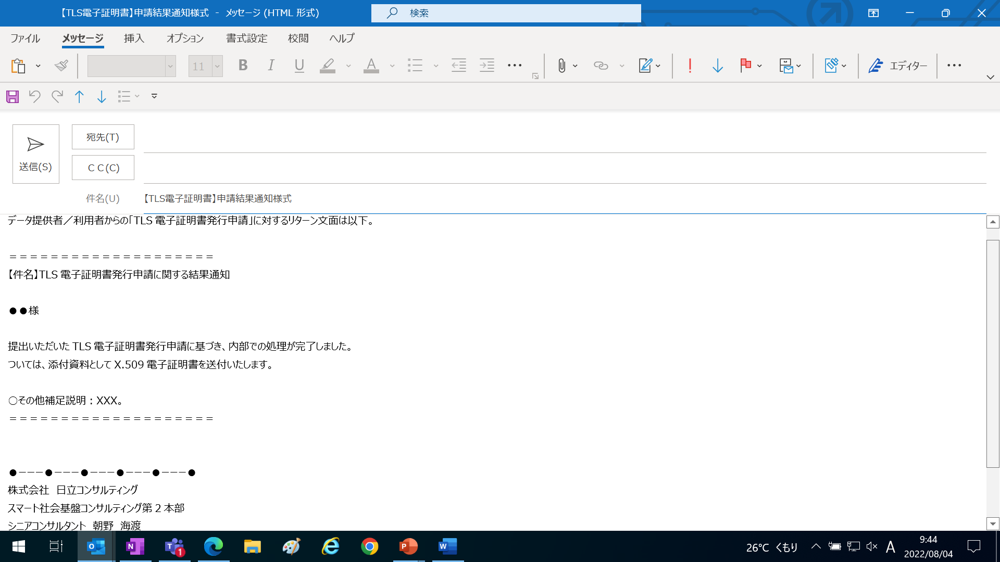 【TLS電子証明書】申請結果通知様式 - メッセージ (HTML 形式)
検索
ファイル
メッセージ
挿入
オプション
書式設定
校閲
ヘルプ
11
B
I
U
A
エディター
宛先(T)
送信(S)
ＣＣ(C)
件名(U)
【TLS電子証明書】申請結果通知様式
データ提供者／利用者からの「TLS 電子証明書発行申請」に対するリターン文面は以下。
＝＝＝＝＝＝＝＝＝＝＝＝＝＝＝＝＝＝＝＝
【件名】TLS 電子証明書発行申請に関する結果通知
●●様
提出いただいた TLS 電子証明書発行申請に基づき、内部での処理が完了しました。
ついては、添付資料として X.509 電子証明書を送付いたします。
○その他補足説明：XXX。
＝＝＝＝＝＝＝＝＝＝＝＝＝＝＝＝＝＝＝＝
●－－－●－－－●－－－●－－－●－－－●
株式会社　日立コンサルティング
スマート社会基盤コンサルティング第 2 本部
シニアコンサルタント　朝野　海渡
26℃ くもり
A
9:44
2022/08/04